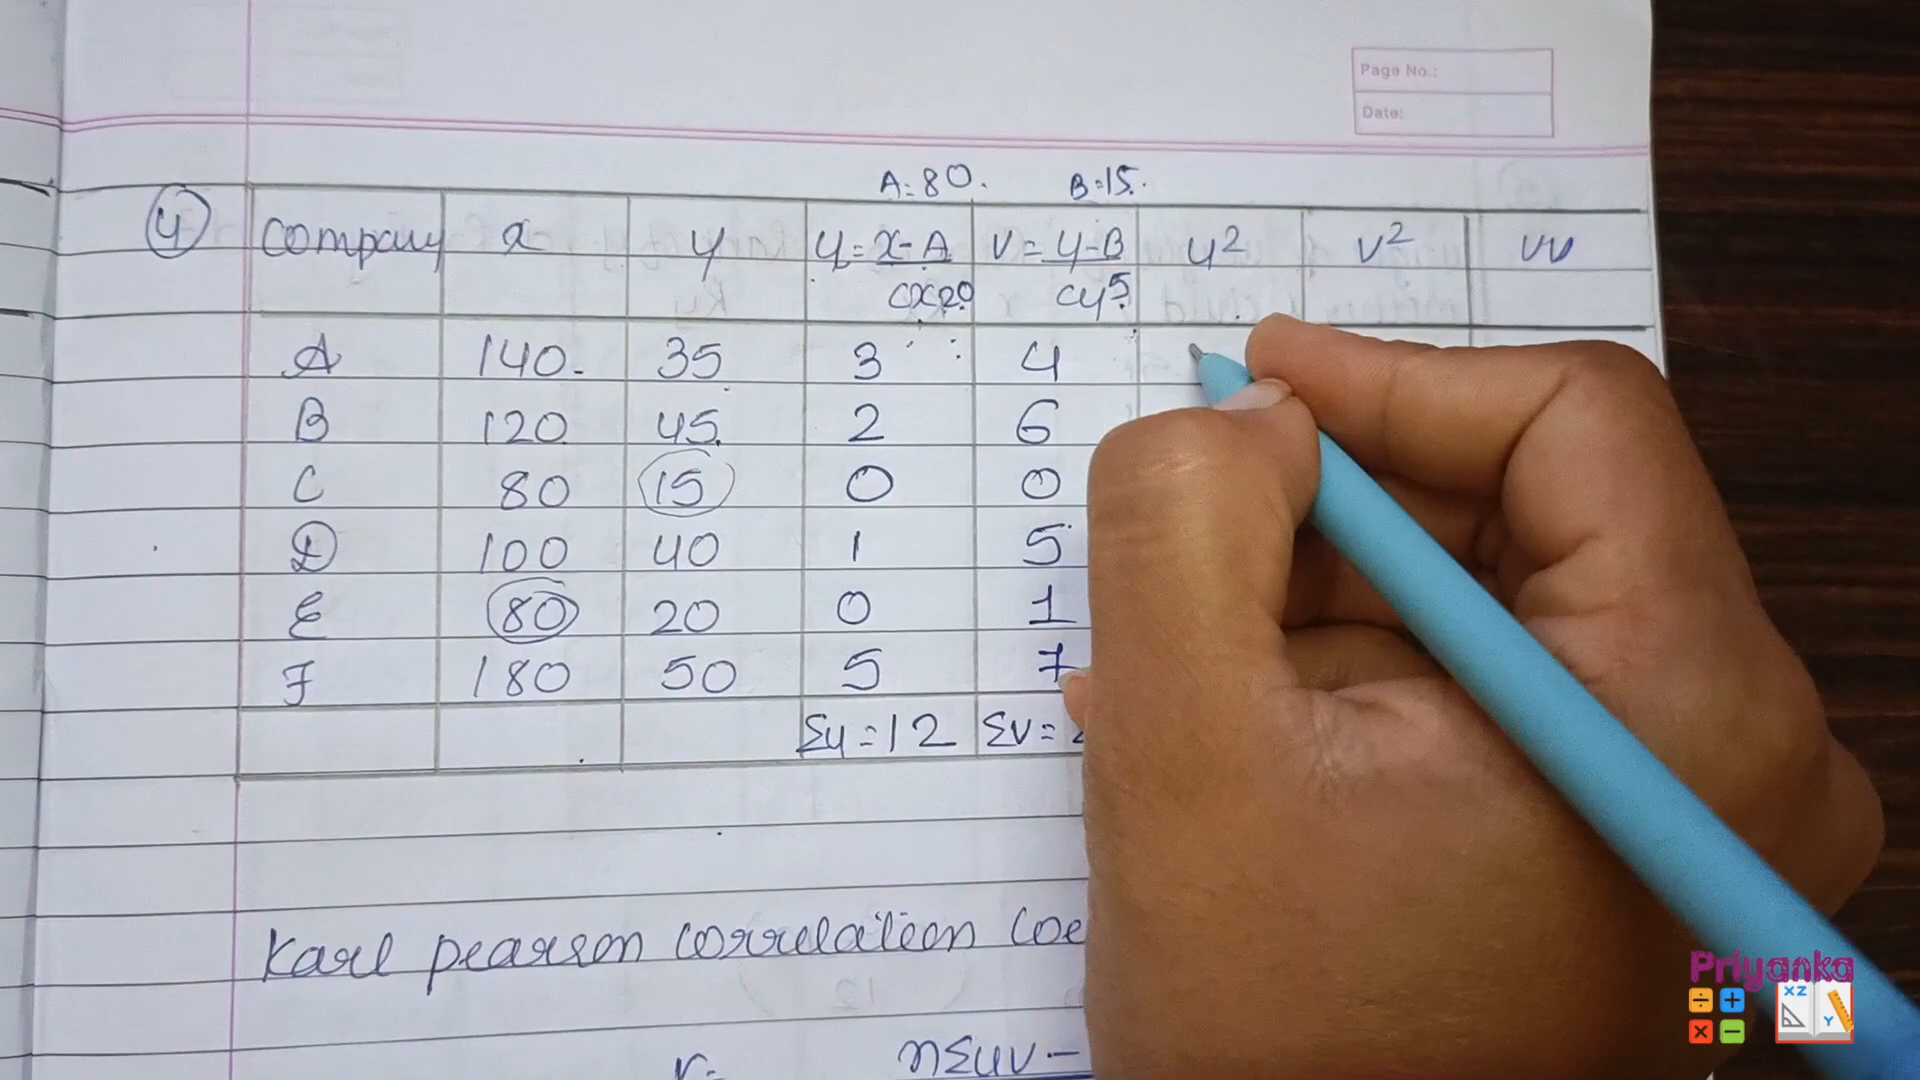 Page No.:
Date:
A=80. B=15.
4 Company x y u=x-A v=y-B u² v² uv
cx20 cy5
A 140. 35 3 4
B 120 45 2 6
C 80 15 0 0
D 100 40 1 5
E 80 20 0 1
F 180 50 5 7
Σu=12 Σv=
Karl pearson correlation coe
r= nΣuv-
Priyanka
÷ + XZ
× − Y